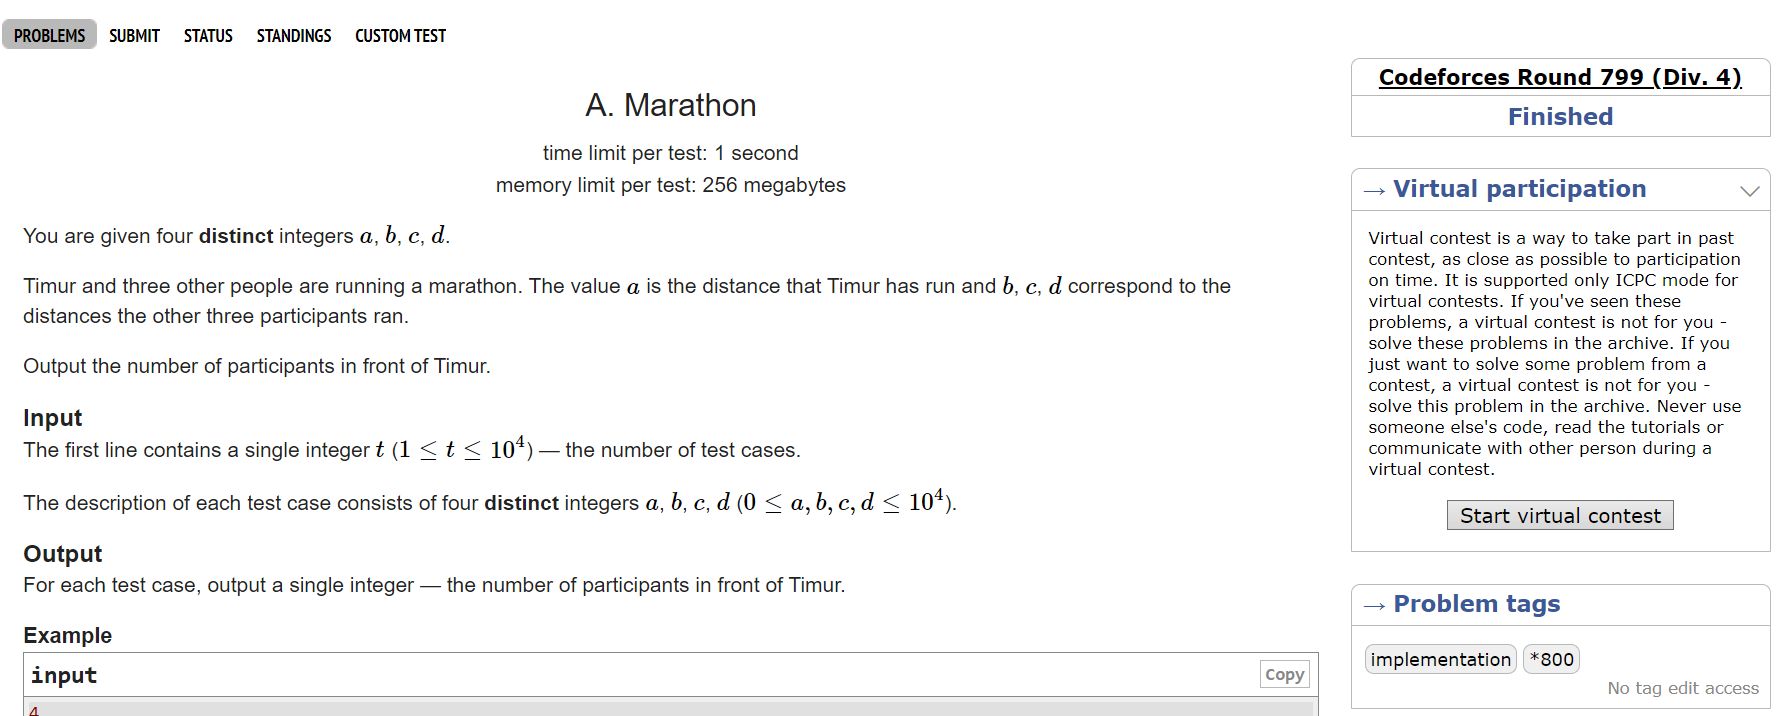 PROBLEMS SUBMIT STATUS STANDINGS CUSTOM TEST
A. Marathon
time limit per test: 1 second
memory limit per test: 256 megabytes
You are given four distinct integers a, b, c, d.
Timur and three other people are running a marathon. The value a is the distance that Timur has run and b, c, d correspond to the
distances the other three participants ran.
Output the number of participants in front of Timur.
Input
The first line contains a single integer t (1 ≤ t ≤ 10⁴) — the number of test cases.
The description of each test case consists of four distinct integers a, b, c, d (0 ≤ a, b, c, d ≤ 10⁴).
Output
For each test case, output a single integer — the number of participants in front of Timur.
Example
input
Copy
4
Codeforces Round 799 (Div. 4)
Finished
→ Virtual participation
Virtual contest is a way to take part in past
contest, as close as possible to participation
on time. It is supported only ICPC mode for
virtual contests. If you've seen these
problems, a virtual contest is not for you -
solve these problems in the archive. If you
just want to solve some problem from a
contest, a virtual contest is not for you -
solve this problem in the archive. Never use
someone else's code, read the tutorials or
communicate with other person during a
virtual contest.
Start virtual contest
→ Problem tags
implementation *800
No tag edit access